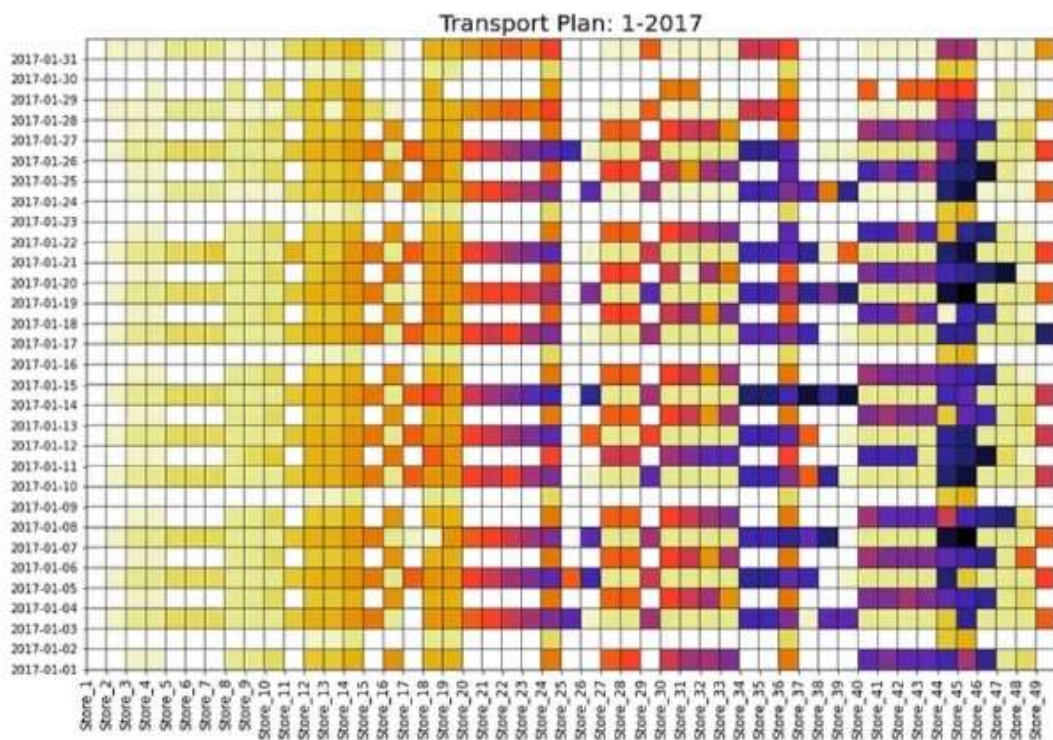 Transport Plan: 1-2017
2017-01-31
2017-01-30
2017-01-29
2017-01-28
2017-01-27
2017-01-26
2017-01-25
2017-01-24
2017-01-23
2017-01-22
2017-01-21
2017-01-20
2017-01-19
2017-01-18
2017-01-17
2017-01-16
2017-01-15
2017-01-14
2017-01-13
2017-01-12
2017-01-11
2017-01-10
2017-01-09
2017-01-08
2017-01-07
2017-01-06
2017-01-05
2017-01-04
2017-01-03
2017-01-02
2017-01-01
Store_1
Store_2
Store_3
Store_4
Store_5
Store_6
Store_7
Store_8
Store_9
Store_10
Store_11
Store_12
Store_13
Store_14
Store_15
Store_16
Store_17
Store_18
Store_19
Store_20
Store_21
Store_22
Store_23
Store_24
Store_25
Store_26
Store_27
Store_28
Store_29
Store_30
Store_31
Store_32
Store_33
Store_34
Store_35
Store_36
Store_37
Store_38
Store_39
Store_40
Store_41
Store_42
Store_43
Store_44
Store_45
Store_46
Store_47
Store_48
Store_49